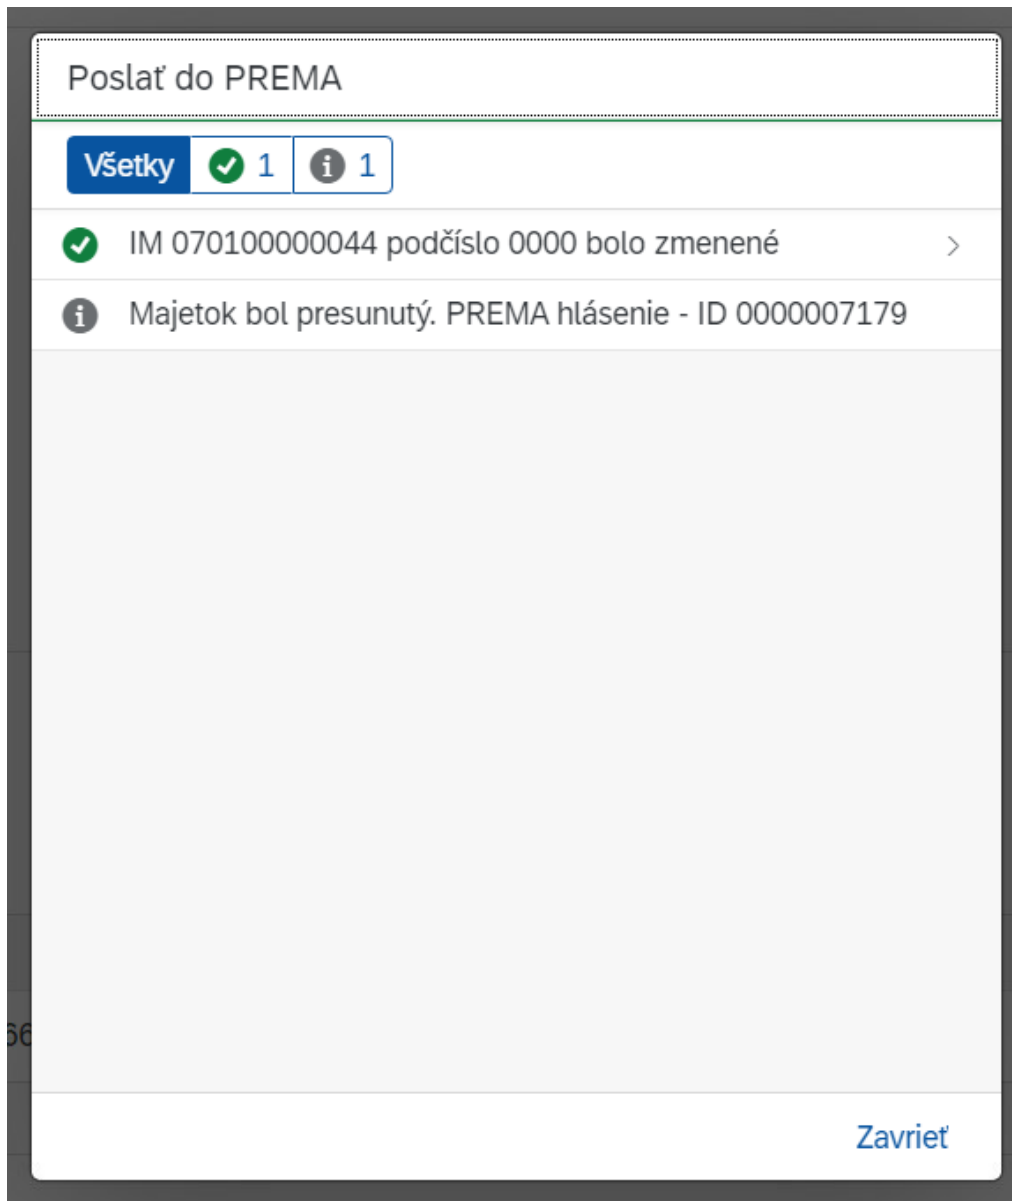 Poslať do PREMA
Všetky 1 1
IM 070100000044 podčíslo 0000 bolo zmenené
Majetok bol presunutý. PREMA hlásenie - ID 0000007179
66
Zavrieť